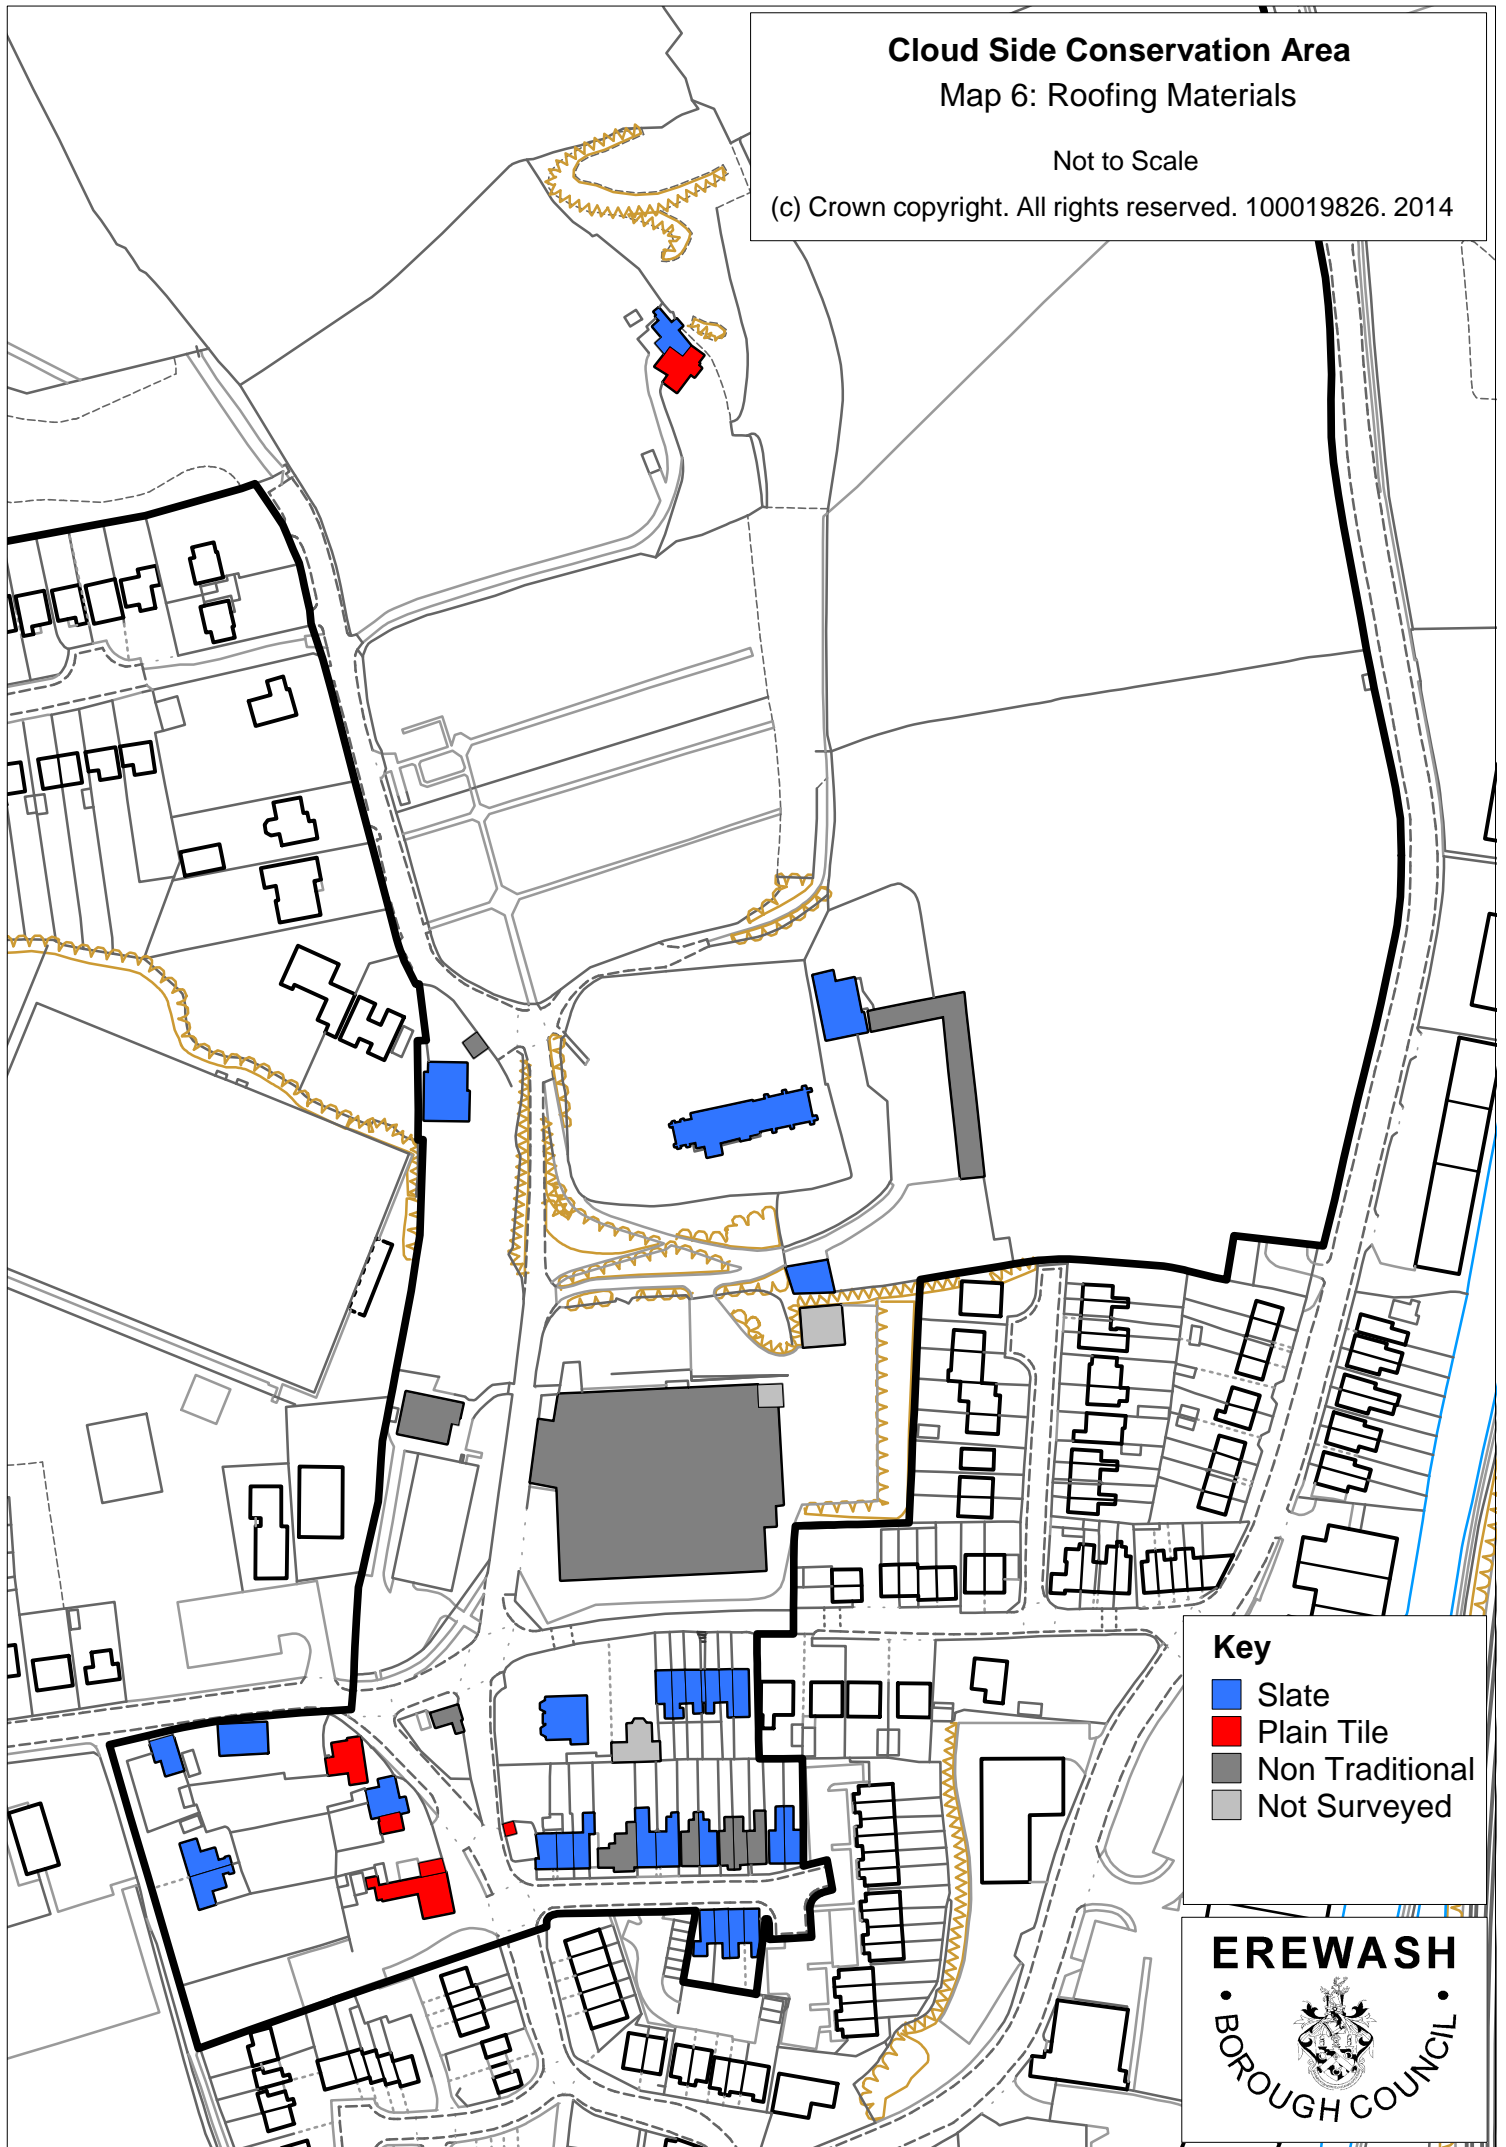 Cloud Side Conservation Area
Map 6: Roofing Materials
Not to Scale
(c) Crown copyright. All rights reserved. 100019826. 2014
Key
Slate
Plain Tile
Non Traditional
Not Surveyed
EREWASH
• BOROUGH COUNCIL •